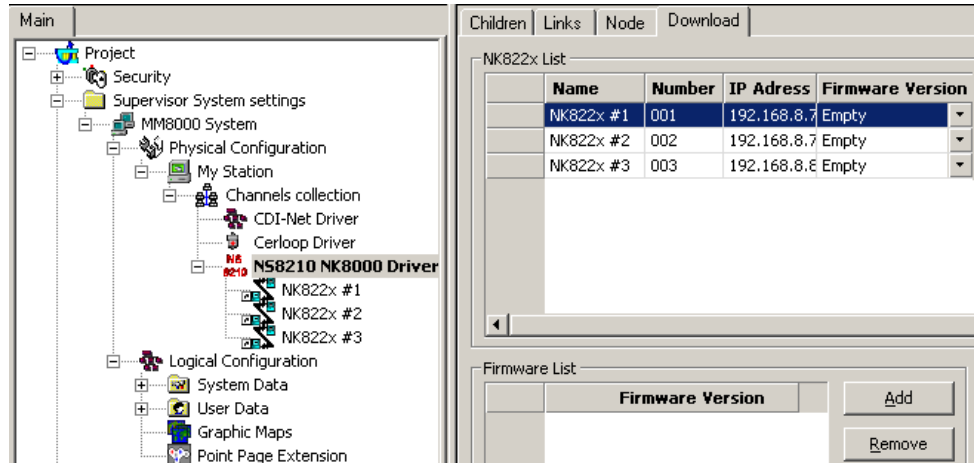 Main
Project
Security
Supervisor System settings
MM8000 System
Physical Configuration
My Station
Channels collection
CDI-Net Driver
Cerloop Driver
NS 8210 NS8210 NK8000 Driver
NK822x #1
NK822x #2
NK822x #3
Logical Configuration
System Data
User Data
Graphic Maps
Point Page Extension
Children Links Node Download
NK822x List
Name Number IP Adress Firmware Version
NK822x #1 001 192.168.8.7 Empty
NK822x #2 002 192.168.8.7 Empty
NK822x #3 003 192.168.8.8 Empty
Firmware List
Firmware Version
Add
Remove